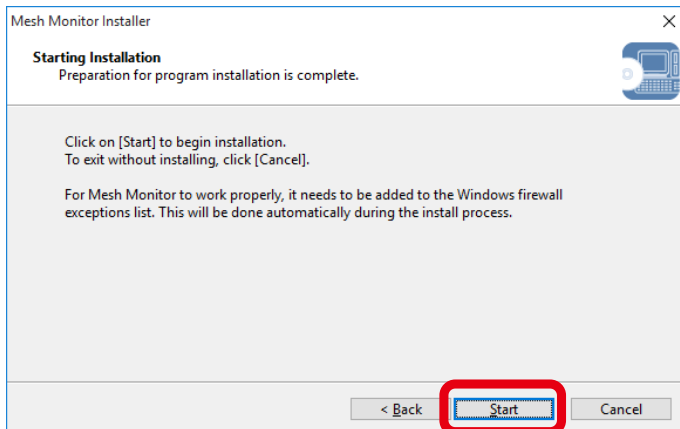 Mesh Monitor Installer
Starting Installation
Preparation for program installation is complete.
Click on [Start] to begin installation.
To exit without installing, click [Cancel].
For Mesh Monitor to work properly, it needs to be added to the Windows firewall
exceptions list. This will be done automatically during the install process.
< Back
Start
Cancel